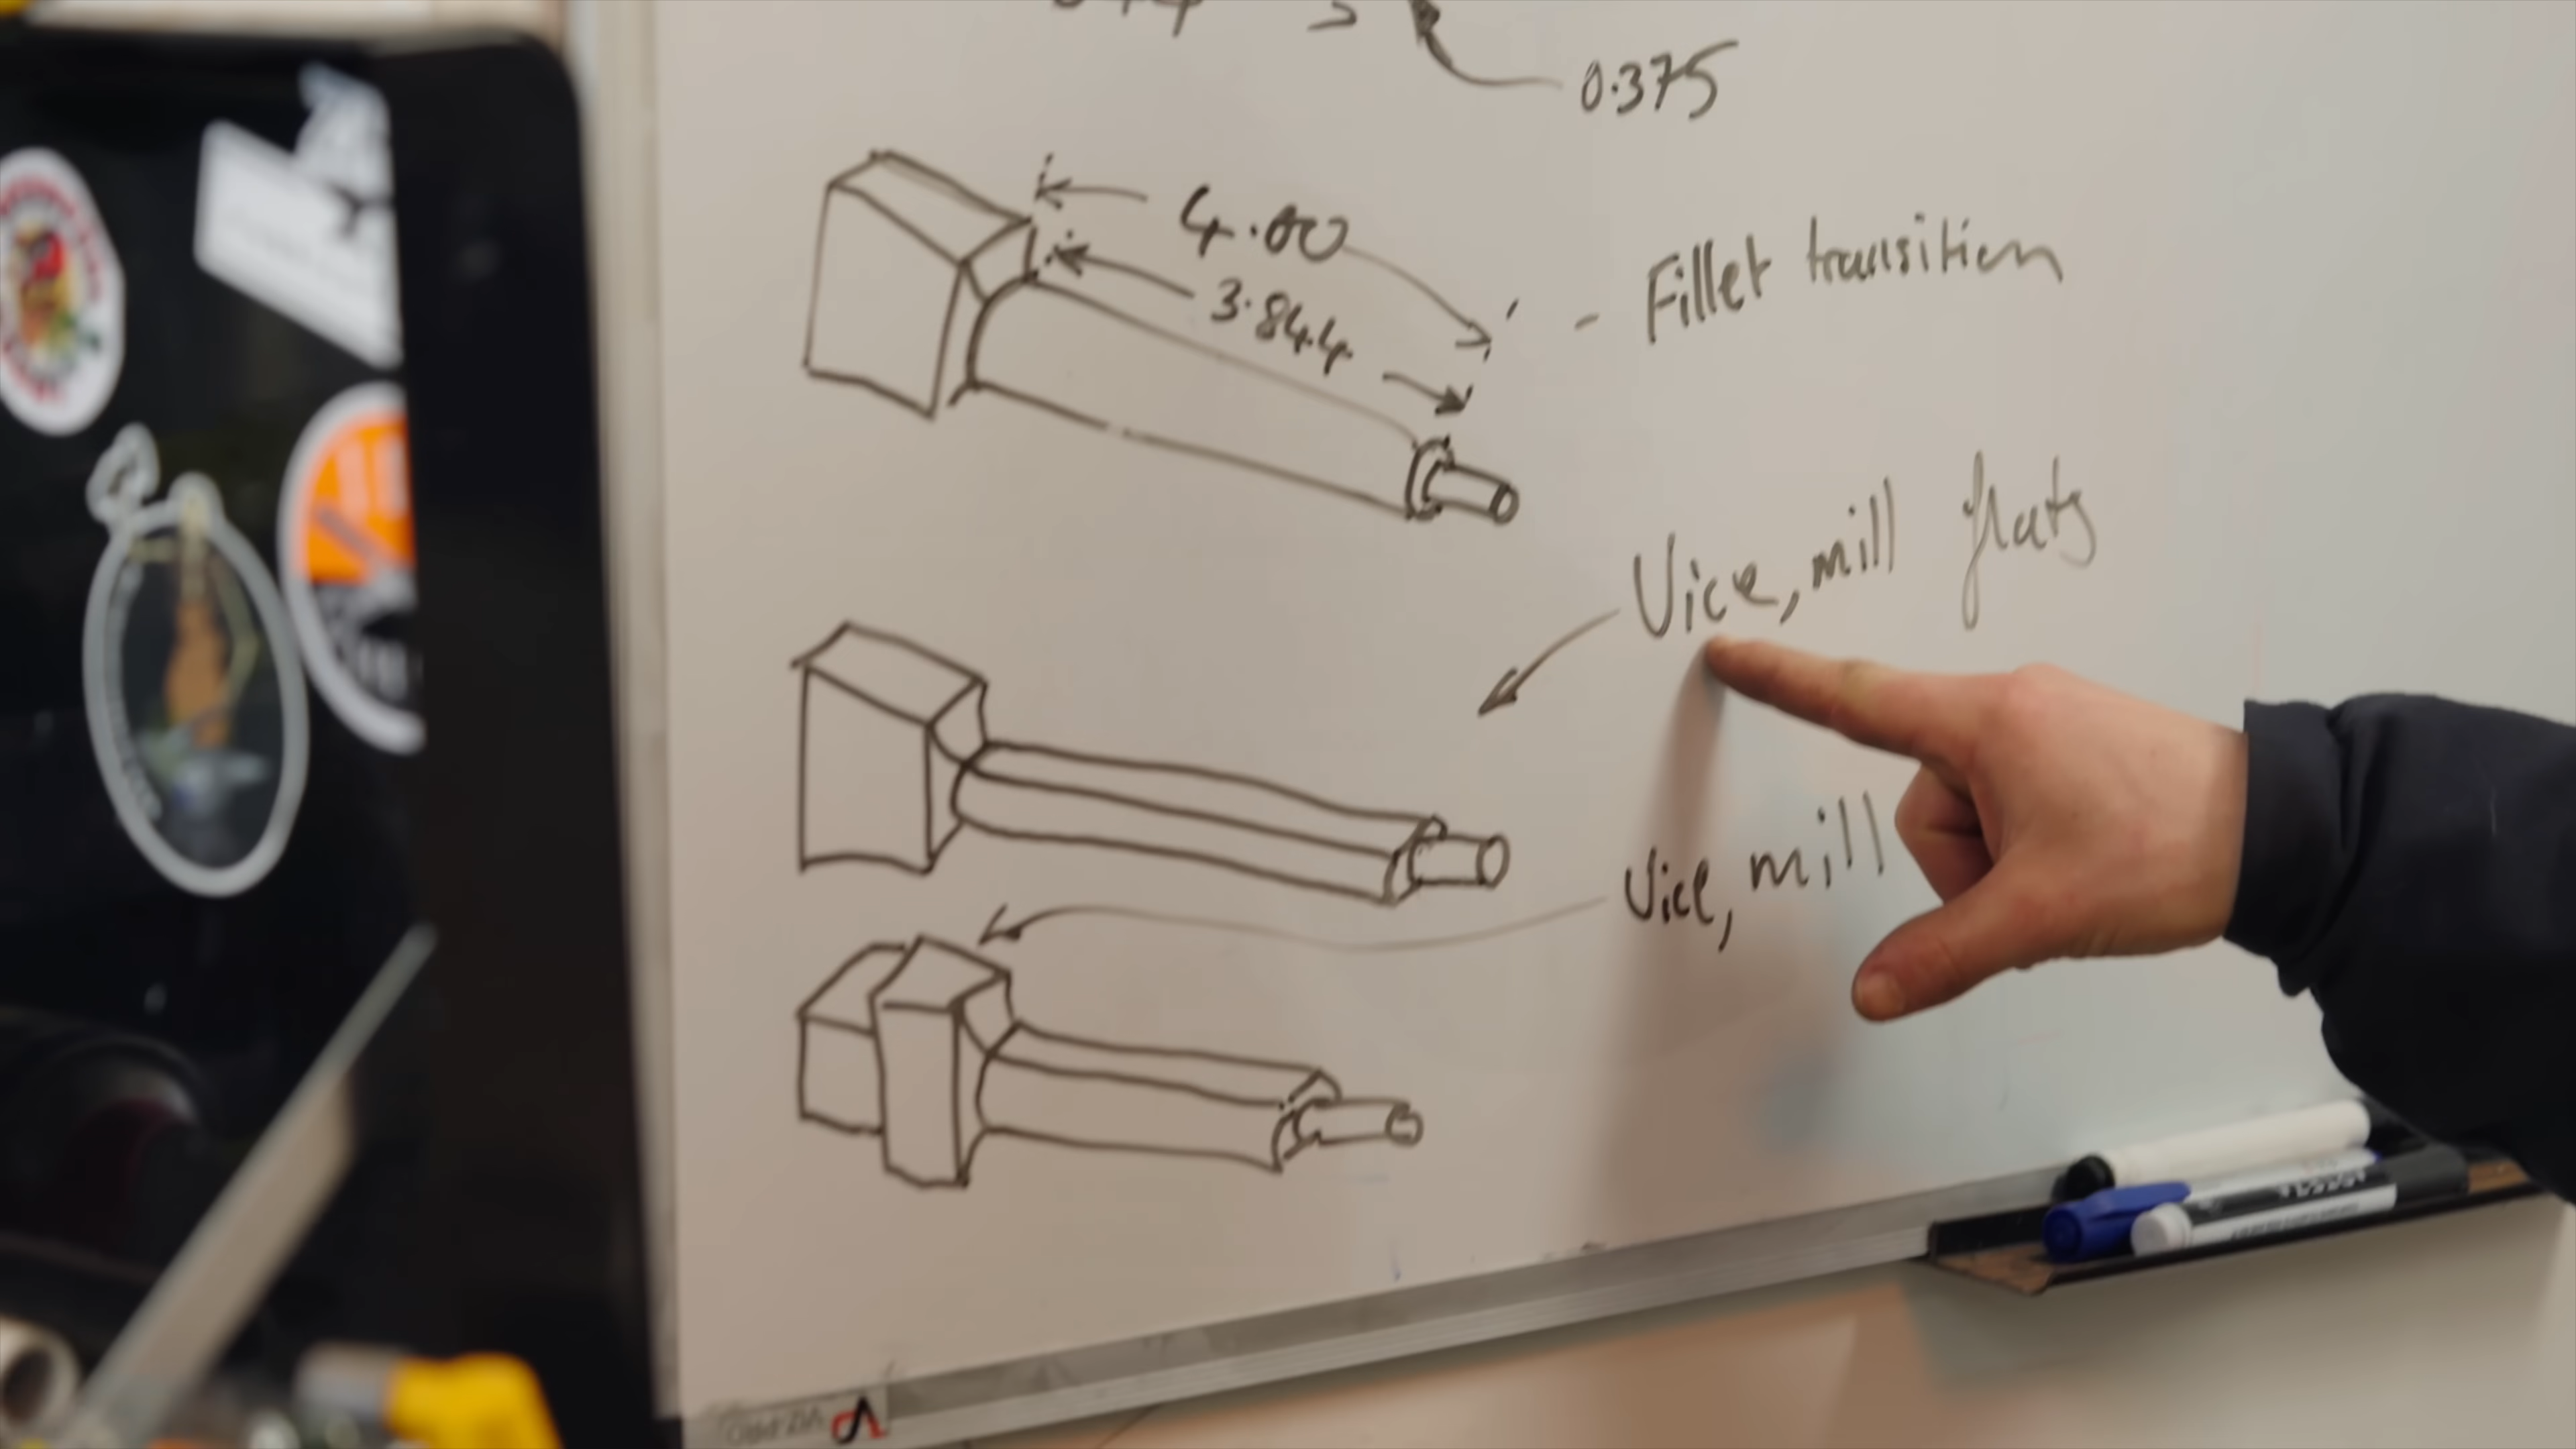 0.375
4.00
3.844
- Fillet transition
Vice, mill flats
Vice, mill